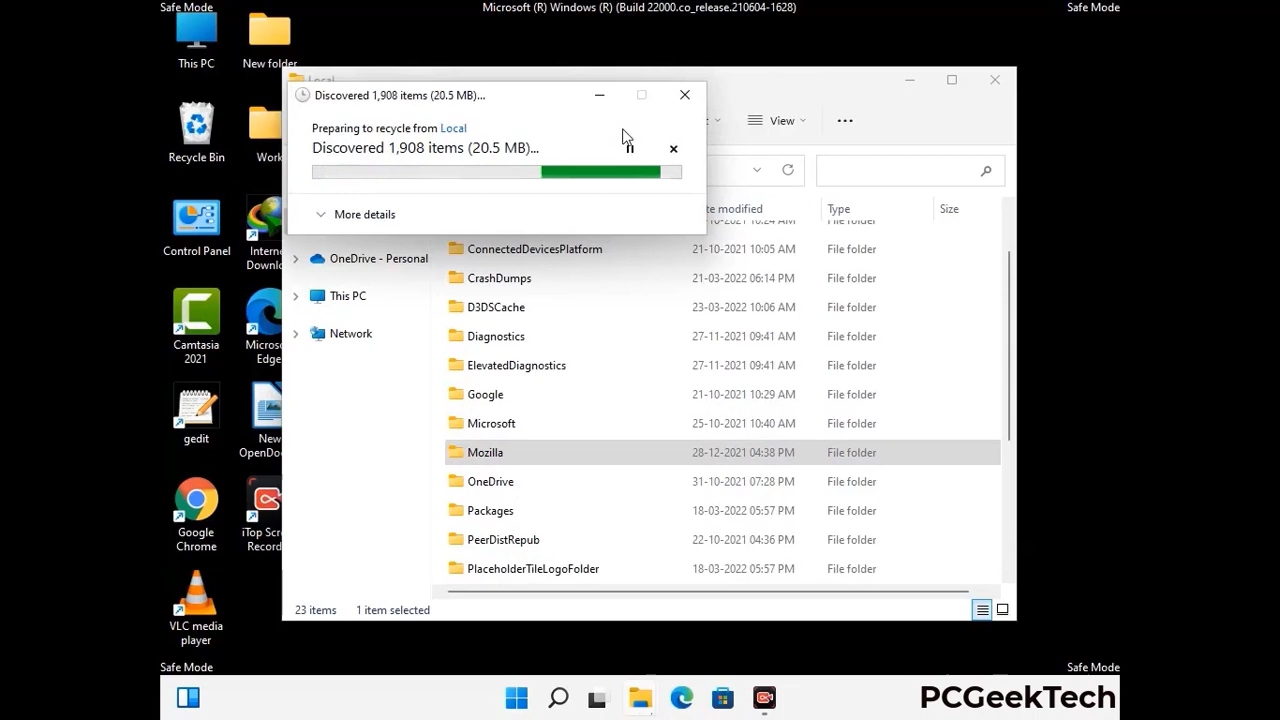 Safe Mode
Microsoft (R) Windows (R) (Build 22000.co_release.210604-1628)
Safe Mode
This PC
New folder
Recycle Bin
Work
Control Panel
Camtasia
2021
gedit
Google
Chrome
VLC media
player
Interne
Downlo
Micros
Edge
New
OpenDoc
iTop Scre
Record
Local
Discovered 1,908 items (20.5 MB)...
Preparing to recycle from Local
Discovered 1,908 items (20.5 MB)...
More details
View
OneDrive - Personal
This PC
Network
te modified
Type
Size
File folder
ConnectedDevicesPlatform 21-10-2021 10:05 AM File folder
CrashDumps 21-03-2022 06:14 PM File folder
D3DSCache 23-03-2022 10:06 AM File folder
Diagnostics 27-11-2021 09:41 AM File folder
ElevatedDiagnostics 27-11-2021 09:41 AM File folder
Google 21-10-2021 10:29 AM File folder
Microsoft 25-10-2021 10:40 AM File folder
Mozilla 28-12-2021 04:38 PM File folder
OneDrive 31-10-2021 07:28 PM File folder
Packages 18-03-2022 05:57 PM File folder
PeerDistRepub 22-10-2021 04:36 PM File folder
PlaceholderTileLogoFolder 18-03-2022 05:57 PM File folder
23 items
1 item selected
Safe Mode
Safe Mode
PCGeekTech